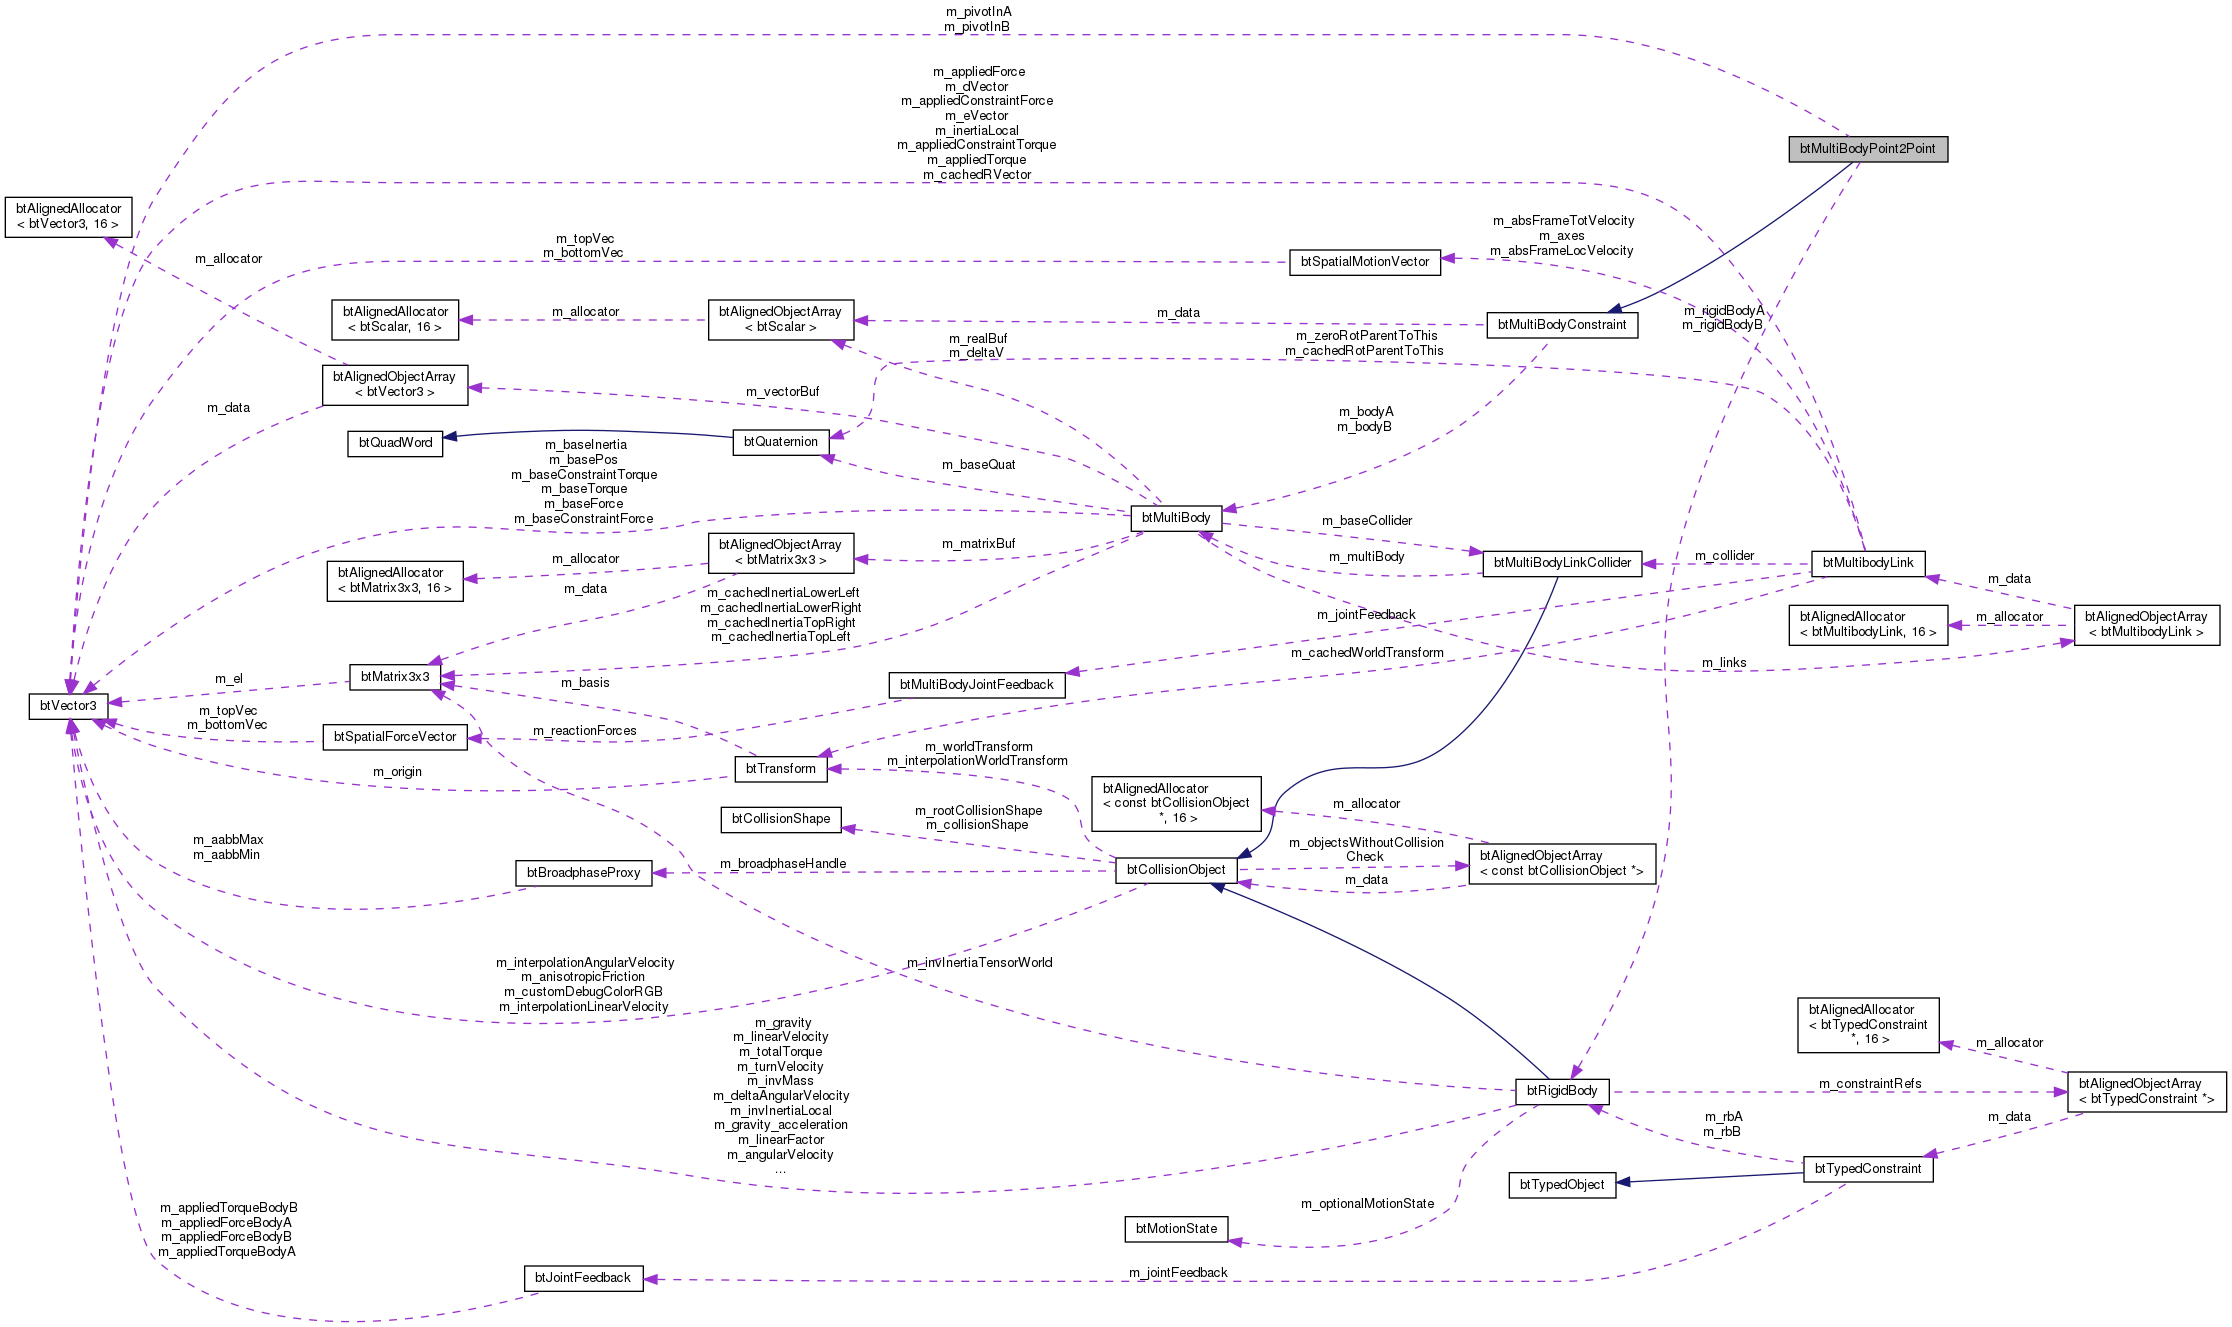 m_pivotInA
m_pivotInB
m_appliedForce
m_dVector
m_appliedConstraintForce
m_eVector
m_inertiaLocal
m_appliedConstraintTorque
m_appliedTorque
m_cachedRVector
btMultiBodyPoint2Point
btAlignedAllocator
< btVector3, 16 >
m_allocator
m_topVec
m_bottomVec
btSpatialMotionVector
m_absFrameTotVelocity
m_axes
m_absFrameLocVelocity
btAlignedAllocator
< btScalar, 16 >
m_allocator
btAlignedObjectArray
< btScalar >
m_data
btMultiBodyConstraint
m_rigidBodyA
m_rigidBodyB
m_realBuf
m_deltaV
m_zeroRotParentToThis
m_cachedRotParentToThis
btAlignedObjectArray
< btVector3 >
m_data
m_vectorBuf
m_bodyA
m_bodyB
btQuadWord
btQuaternion
m_baseQuat
m_baseInertia
m_basePos
m_baseConstraintTorque
m_baseTorque
m_baseForce
m_baseConstraintForce
btMultiBody
m_baseCollider
m_multiBody
btMultiBodyLinkCollider
m_collider
btMultibodyLink
m_data
btAlignedObjectArray
< btMatrix3x3 >
m_matrixBuf
btAlignedAllocator
< btMatrix3x3, 16 >
m_allocator
m_data
m_cachedInertiaLowerLeft
m_cachedInertiaLowerRight
m_cachedInertiaTopRight
m_cachedInertiaTopLeft
m_jointFeedback
btAlignedAllocator
< btMultibodyLink, 16 >
m_allocator
btAlignedObjectArray
< btMultibodyLink >
m_cachedWorldTransform
m_links
btMatrix3x3
m_el
m_basis
btMultiBodyJointFeedback
btVector3
m_topVec
m_bottomVec
btSpatialForceVector
m_reactionForces
m_origin
btTransform
m_worldTransform
m_interpolationWorldTransform
btAlignedAllocator
< const btCollisionObject
*, 16 >
m_allocator
btCollisionShape
m_rootCollisionShape
m_collisionShape
m_aabbMax
m_aabbMin
btBroadphaseProxy
m_broadphaseHandle
btCollisionObject
m_objectsWithoutCollision
Check
m_data
btAlignedObjectArray
< const btCollisionObject *>
m_interpolationAngularVelocity
m_anisotropicFriction
m_customDebugColorRGB
m_interpolationLinearVelocity
m_invInertiaTensorWorld
m_gravity
m_linearVelocity
m_totalTorque
m_turnVelocity
m_invMass
m_deltaAngularVelocity
m_invInertiaLocal
m_gravity_acceleration
m_linearFactor
m_angularVelocity
...
btAlignedAllocator
< btTypedConstraint
*, 16 >
m_allocator
btRigidBody
m_constraintRefs
btAlignedObjectArray
< btTypedConstraint *>
m_rbA
m_rbB
m_data
btTypedConstraint
btTypedObject
m_optionalMotionState
btMotionState
m_appliedTorqueBodyB
m_appliedForceBodyA
m_appliedForceBodyB
m_appliedTorqueBodyA
btJointFeedback
m_jointFeedback